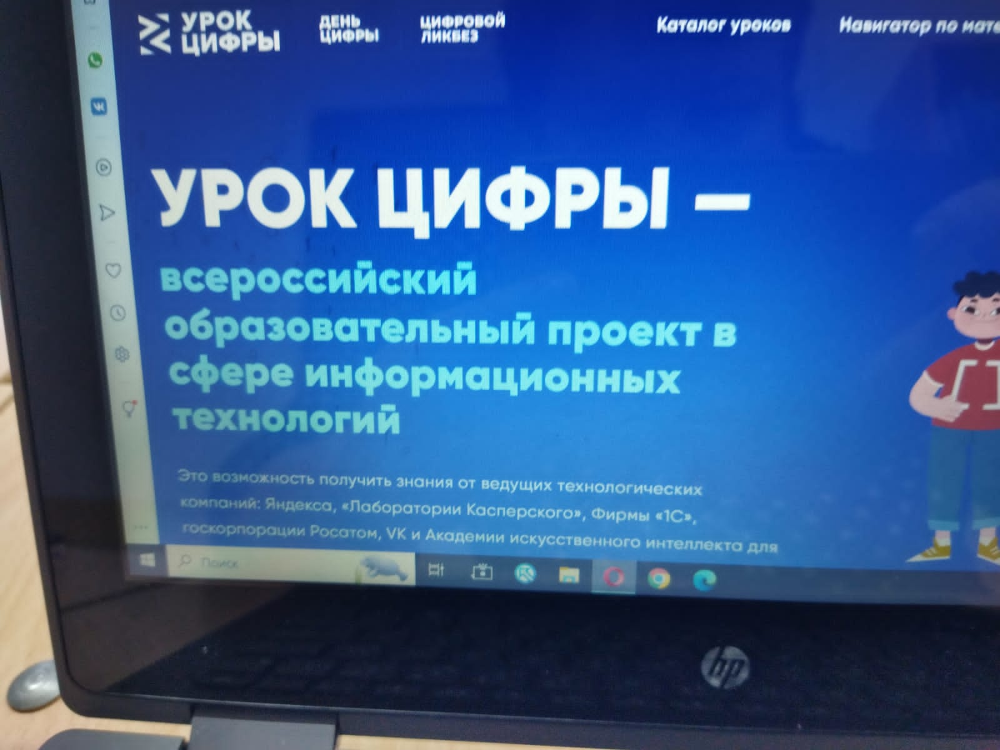 УРОК
ЦИФРЫ
ДЕНЬ
ЦИФРЫ
ЦИФРОВОЙ
ЛИКБЕЗ
Каталог уроков
Навигатор по
УРОК ЦИФРЫ —
всероссийский
образовательный проект в
сфере информационных
технологий
Это возможность получить знания от ведущих технологических
компаний: Яндекса, «Лаборатории Касперского», Фирмы «1С»,
госкорпорации Росатом, VK и Академии искусственного интеллекта для
Поиск
hp